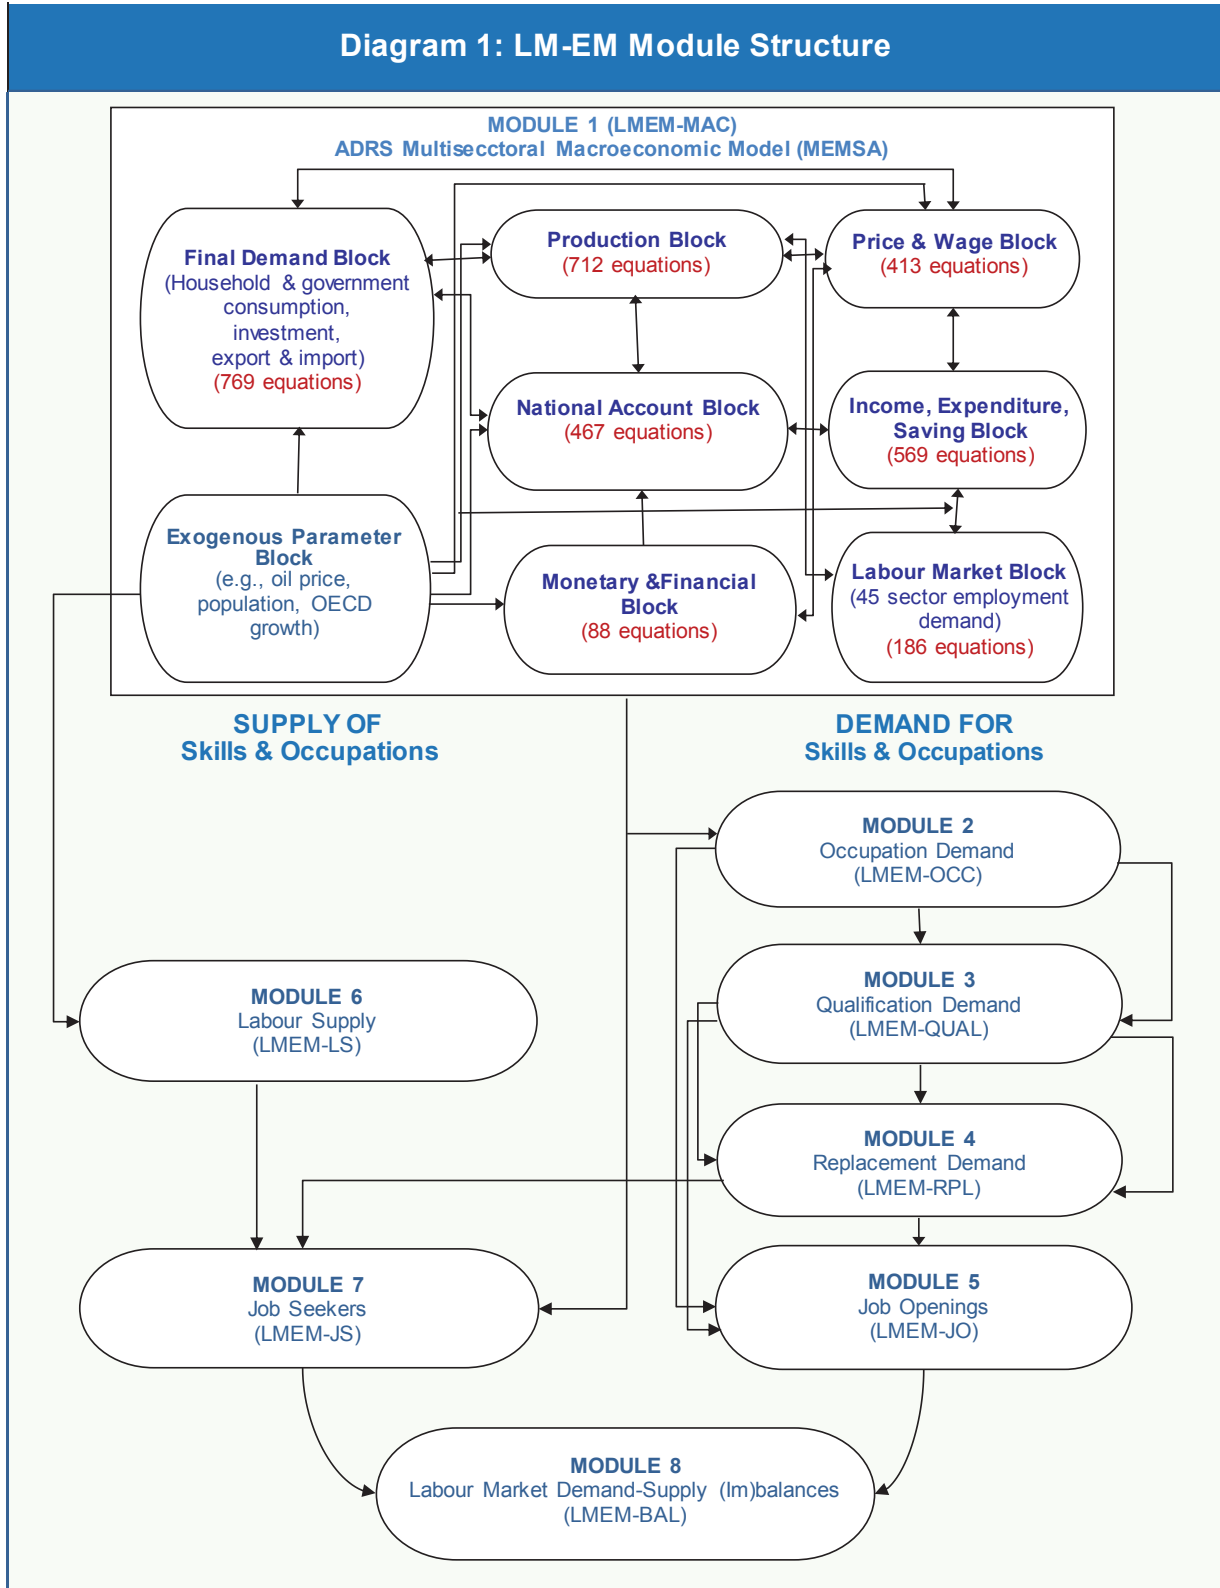 Diagram 1: LM-EM Module Structure
MODULE 1 (LMEM-MAC)
ADRS Multisecctoral Macroeconomic Model (MEMSA)
Final Demand Block
(Household & government
consumption,
investment,
export & import)
(769 equations)
Production Block
(712 equations)
Price & Wage Block
(413 equations)
National Account Block
(467 equations)
Income, Expenditure,
Saving Block
(569 equations)
Exogenous Parameter
Block
(e.g., oil price,
population, OECD
growth)
Monetary &Financial
Block
(88 equations)
Labour Market Block
(45 sector employment
demand)
(186 equations)
SUPPLY OF
Skills & Occupations
DEMAND FOR
Skills & Occupations
MODULE 2
Occupation Demand
(LMEM-OCC)
MODULE 3
Qualification Demand
(LMEM-QUAL)
MODULE 6
Labour Supply
(LMEM-LS)
MODULE 4
Replacement Demand
(LMEM-RPL)
MODULE 7
Job Seekers
(LMEM-JS)
MODULE 5
Job Openings
(LMEM-JO)
MODULE 8
Labour Market Demand-Supply (Im)balances
(LMEM-BAL)